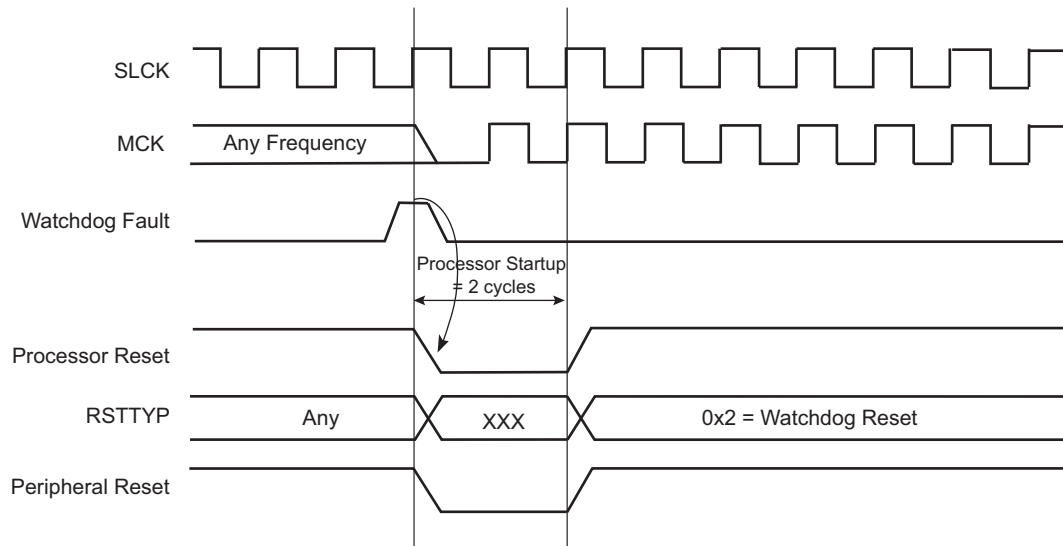 SLCK
MCK
Any Frequency
Watchdog Fault
Processor Startup
= 2 cycles
Processor Reset
RSTTYP
Any
XXX
0x2 = Watchdog Reset
Peripheral Reset